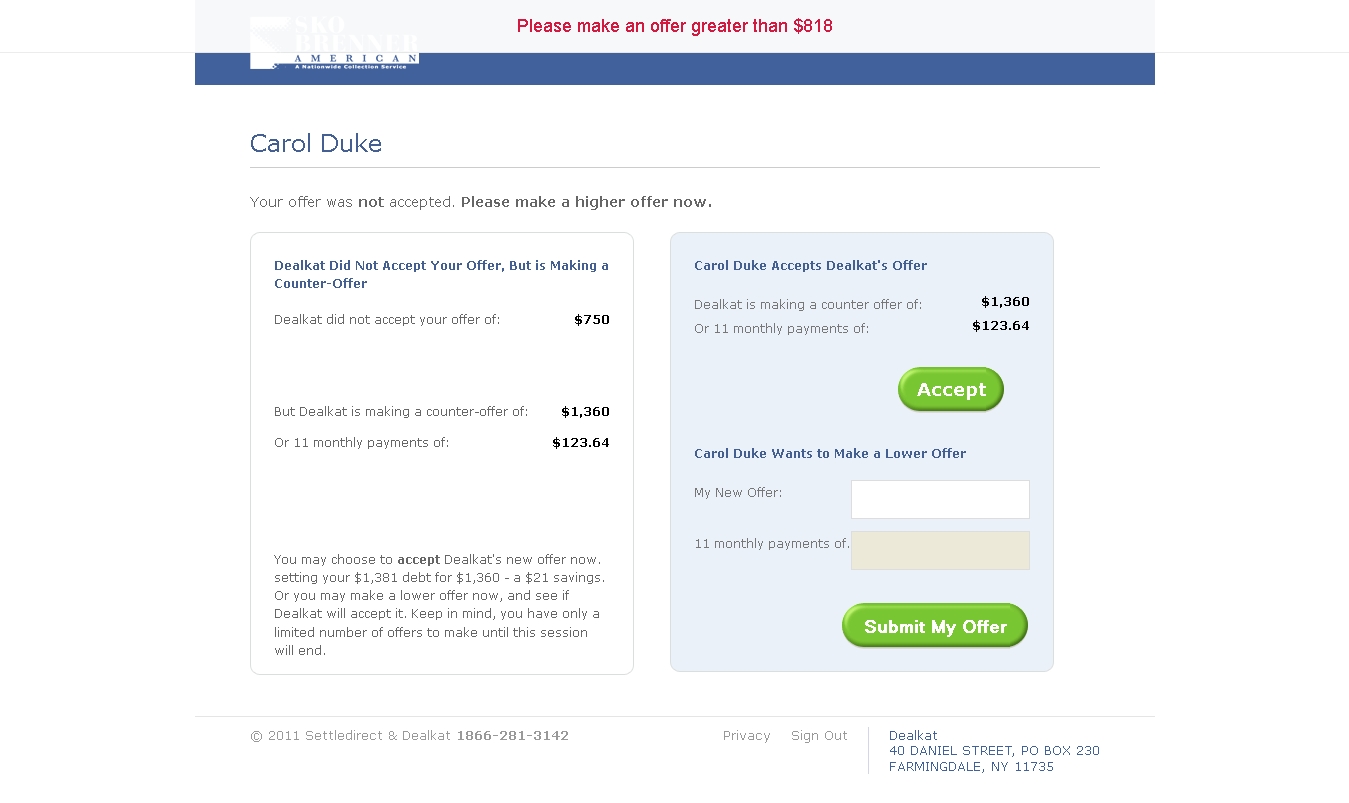 Please make an offer greater than $818
SKO
BRENNER
AMERICAN
A Nationwide Collection Service
Carol Duke
Your offer was not accepted. Please make a higher offer now.
Dealkat Did Not Accept Your Offer, But is Making a
Counter-Offer
Dealkat did not accept your offer of: $750
But Dealkat is making a counter-offer of: $1,360
Or 11 monthly payments of: $123.64
You may choose to accept Dealkat's new offer now.
setting your $1,381 debt for $1,360 - a $21 savings.
Or you may make a lower offer now, and see if
Dealkat will accept it. Keep in mind, you have only a
limited number of offers to make until this session
will end.
Carol Duke Accepts Dealkat's Offer
Dealkat is making a counter offer of: $1,360
Or 11 monthly payments of: $123.64
Accept
Carol Duke Wants to Make a Lower Offer
My New Offer:
11 monthly payments of.
Submit My Offer
© 2011 Settledirect & Dealkat 1866-281-3142
Privacy Sign Out
Dealkat
40 DANIEL STREET, PO BOX 230
FARMINGDALE, NY 11735